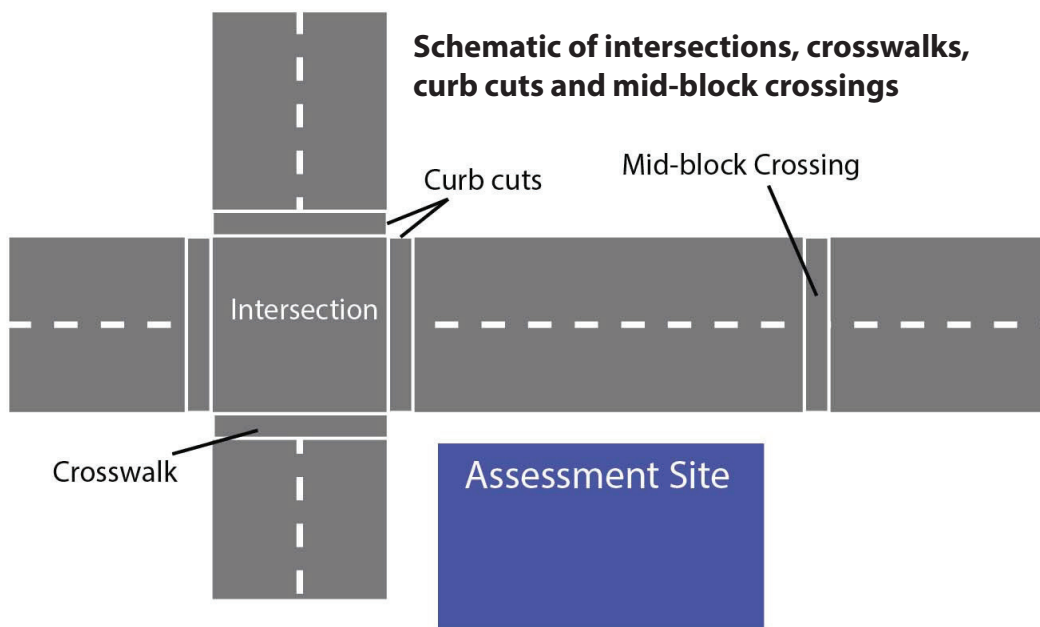 Schematic of intersections, crosswalks,
curb cuts and mid-block crossings
Mid-block Crossing
Curb cuts
Intersection
Crosswalk
Assessment Site